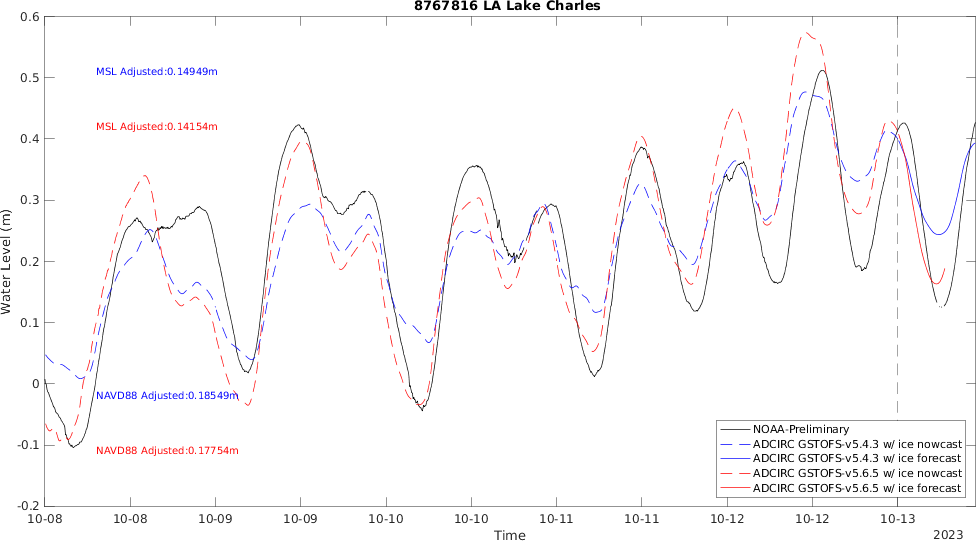 8767816 LA Lake Charles
0.6
0.5
0.4
0.3
0.2
0.1
0
-0.1
-0.2
Water Level (m)
MSL Adjusted:0.14949m
MSL Adjusted:0.14154m
NAVD88 Adjusted:0.18549m
NAVD88 Adjusted:0.17754m
NOAA-Preliminary
ADCIRC GSTOFS-v5.4.3 w/ ice nowcast
ADCIRC GSTOFS-v5.4.3 w/ ice forecast
ADCIRC GSTOFS-v5.6.5 w/ ice nowcast
ADCIRC GSTOFS-v5.6.5 w/ ice forecast
10-08 10-08 10-09 10-09 10-10 10-10 10-11 10-11 10-12 10-12 10-13
Time
2023